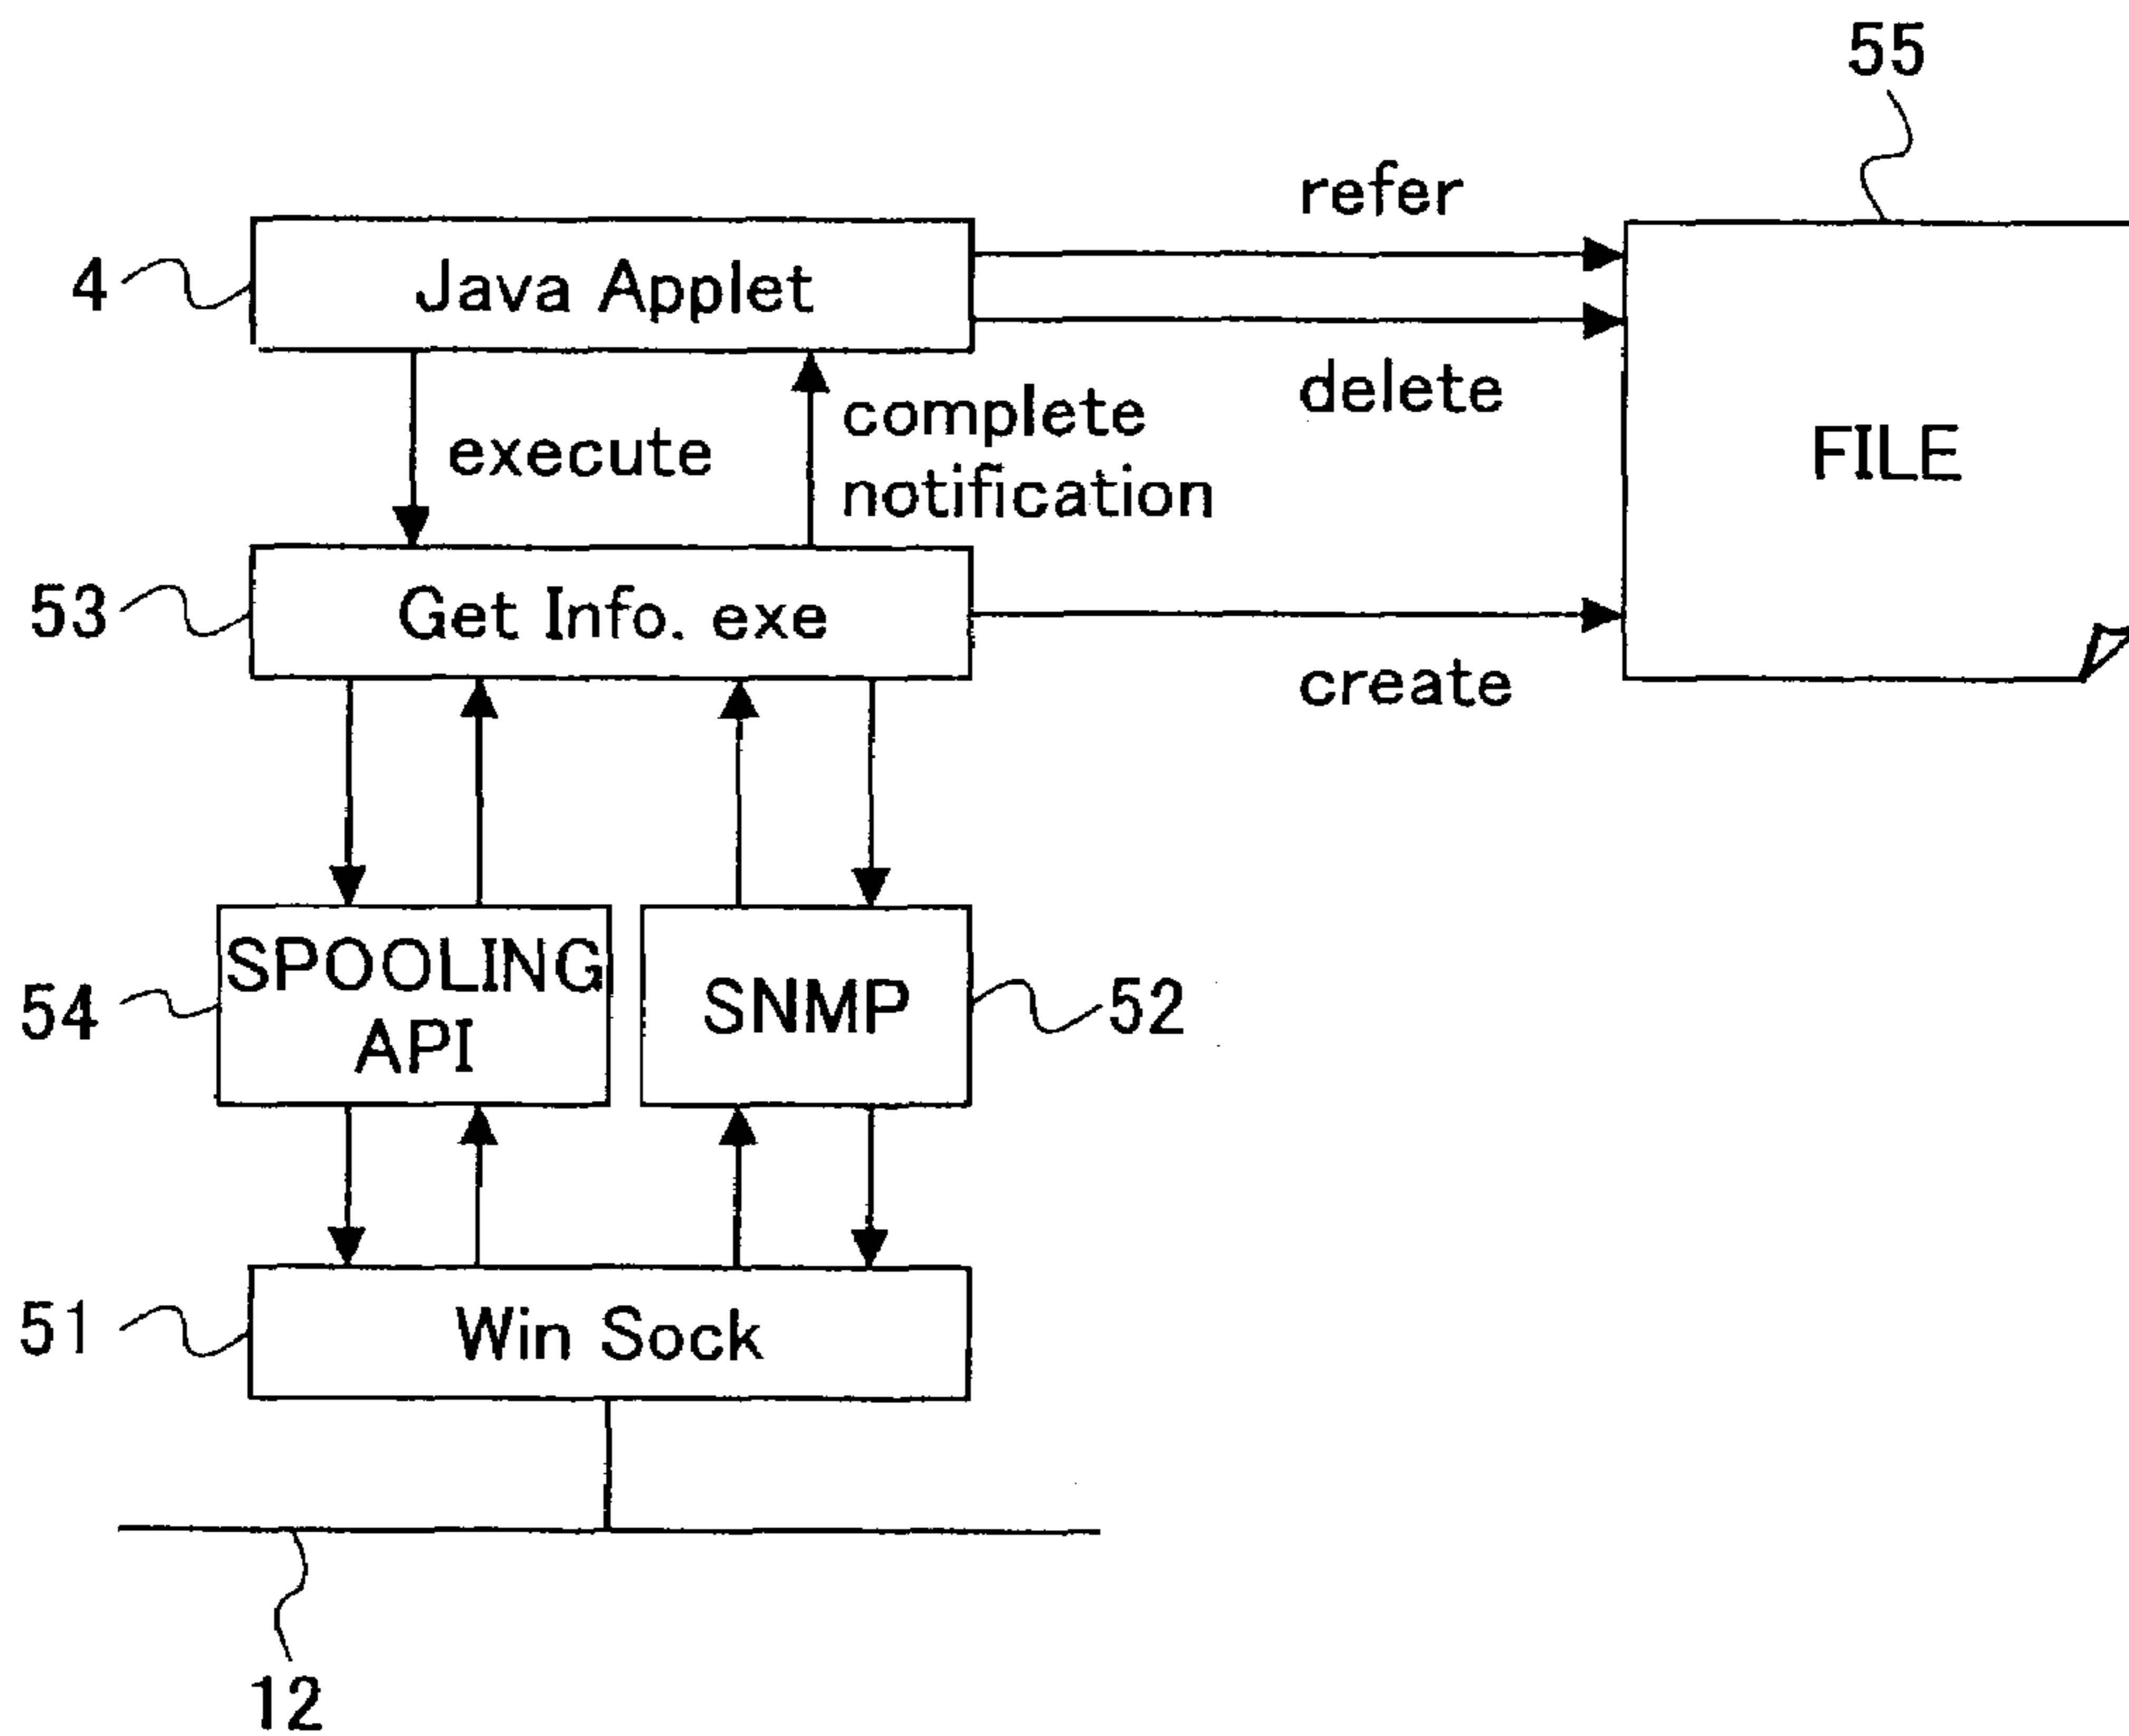 55
refer
4
Java Applet
delete
execute
complete
notification
FILE
53
Get Info. exe
create
54
SPOOLING
API
SNMP
52
51
Win Sock
12